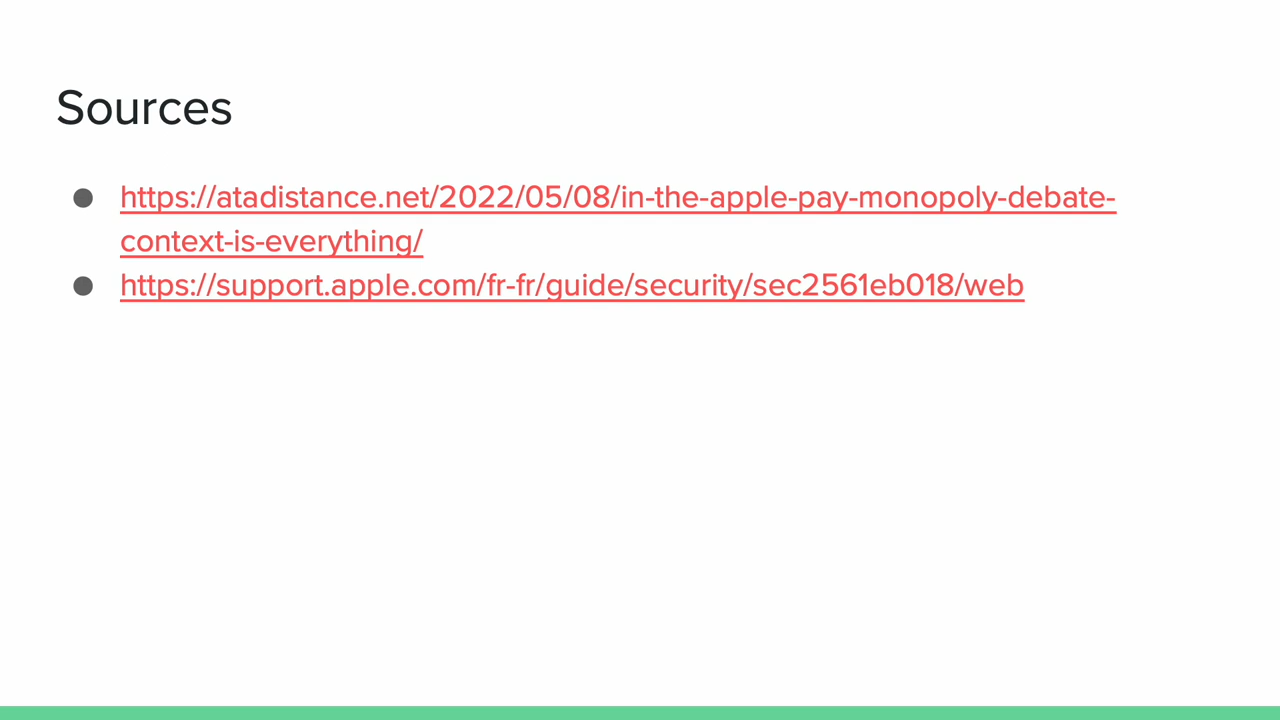 Sources
● https://atadistance.net/2022/05/08/in-the-apple-pay-monopoly-debate-
context-is-everything/
● https://support.apple.com/fr-fr/guide/security/sec2561eb018/web